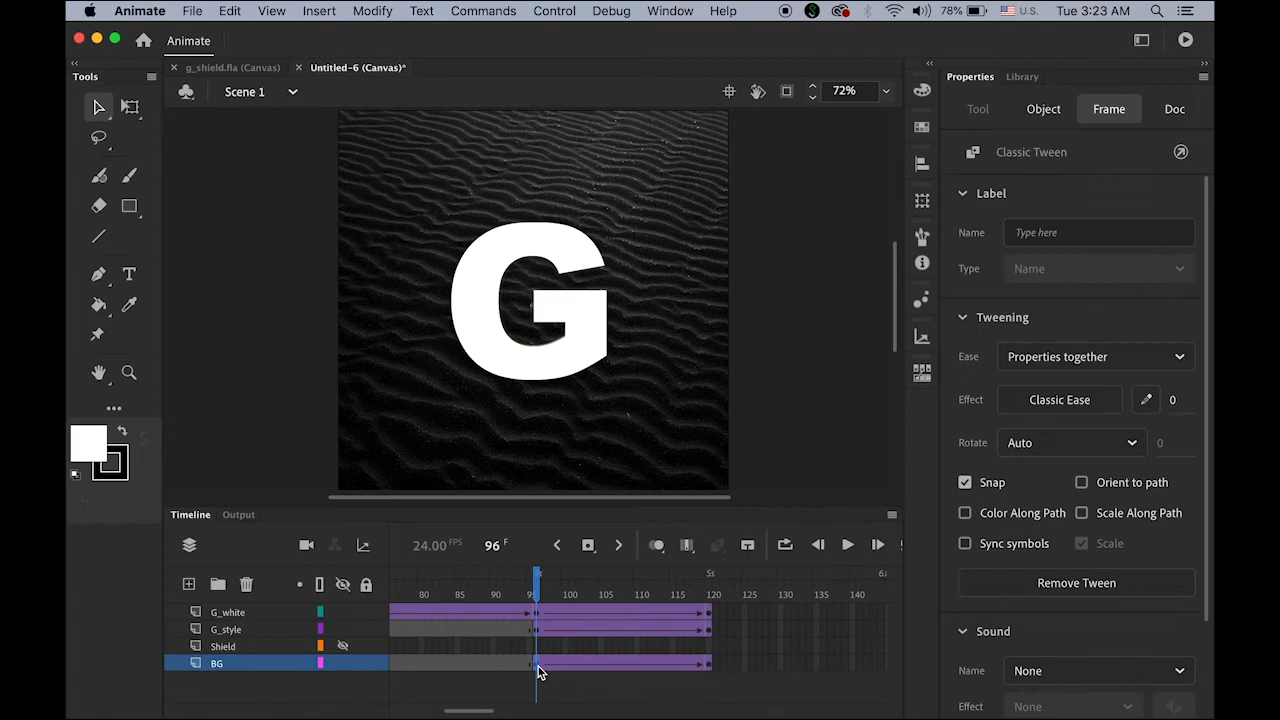 Animate File Edit View Insert Modify Text Commands Control Debug Window Help 78% U.S. Tue 3:23 AM
Animate
Tools
g_shield.fla (Canvas) Untitled-6 (Canvas)*
Properties Library
Scene 1 72%
Tool Object Frame Doc
Classic Tween
Label
Name Type here
Type Name
G
Tweening
Ease Properties together
Effect Classic Ease 0
Rotate Auto 0
Snap Orient to path
Color Along Path Scale Along Path
Sync symbols Scale
Remove Tween
Sound
Name None
Effect None
T
Timeline Output
24.00 FPS 96 F
5s 6s
80 85 90 100 105 110 115 120 125 130 135 140
G_white
G_style
Shield
BG